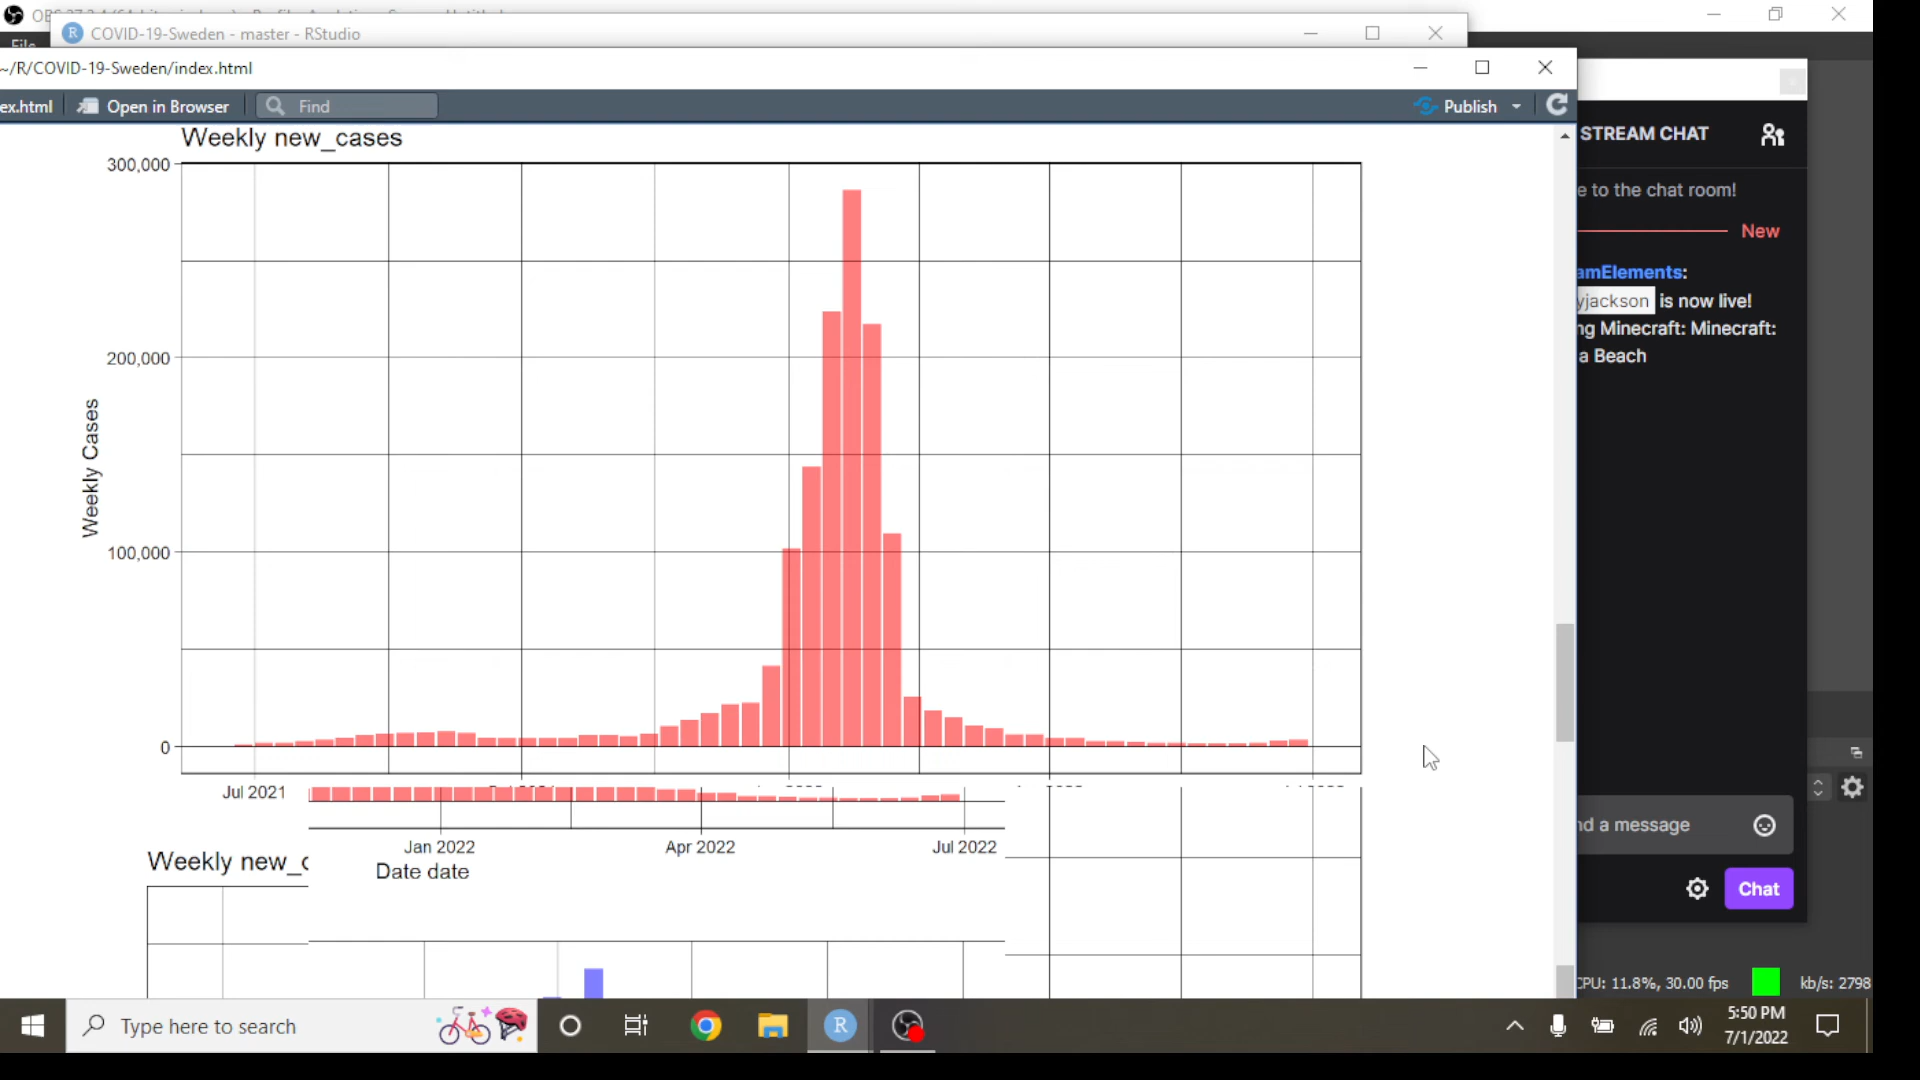 COVID-19-Sweden - master - RStudio
~/R/COVID-19-Sweden/index.html
ex.html
Open in Browser
Find
Publish
Weekly new_cases
300,000
200,000
100,000
0
Weekly Cases
Jul 2021
Jan 2022
Apr 2022
Jul 2022
Date date
Weekly new_c
STREAM CHAT
e to the chat room!
New
amElements:
yjackson is now live!
ng Minecraft: Minecraft:
a Beach
nd a message
Chat
CPU: 11.8%, 30.00 fps
kb/s: 2798
Type here to search
R
5:50 PM
7/1/2022